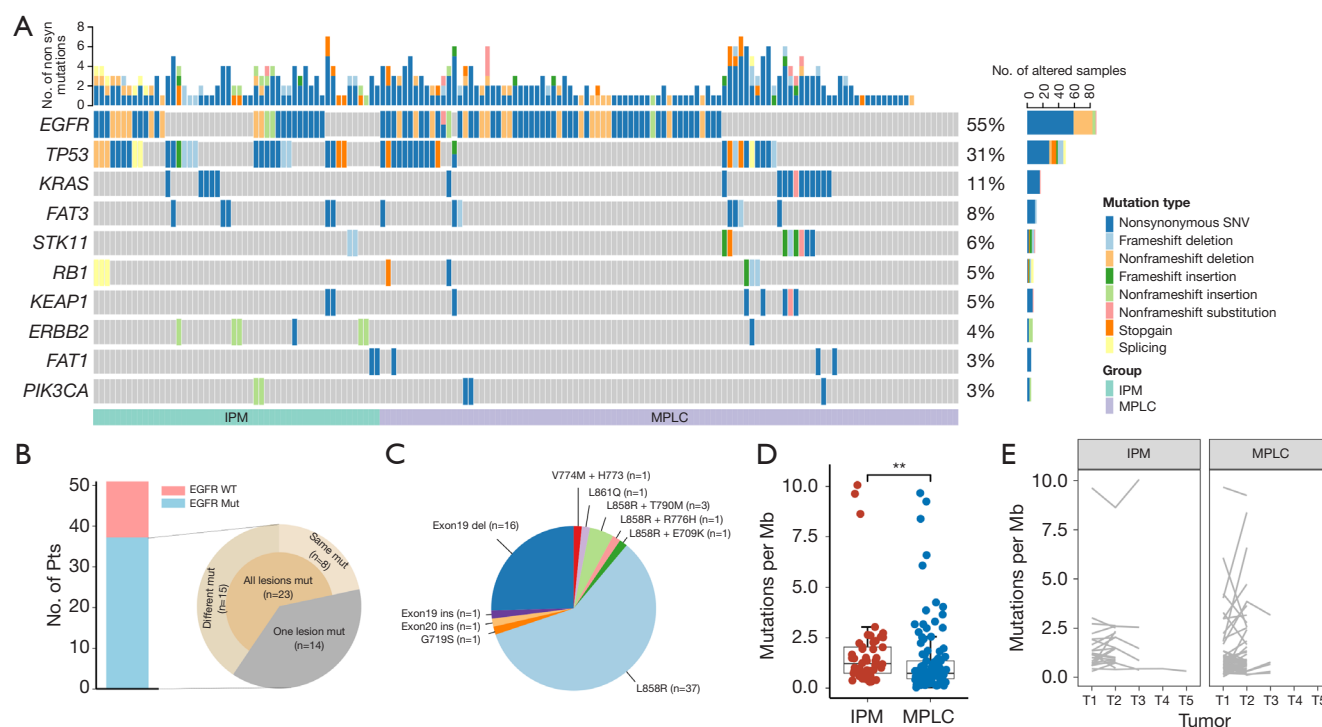 A
No. of non syn
mutations
8
6
4
2
0
No. of altered samples
0
20
40
60
80
EGFR 55%
TP53 31%
KRAS 11%
FAT3 8%
STK11 6%
RB1 5%
KEAP1 5%
ERBB2 4%
FAT1 3%
PIK3CA 3%
IPM MPLC
Mutation type
Nonsynonymous SNV
Frameshift deletion
Nonframeshift deletion
Frameshift insertion
Nonframeshift insertion
Nonframeshift substitution
Stopgain
Splicing
Group
IPM
MPLC
B
No. of Pts
50
40
30
20
10
0
EGFR WT
EGFR Mut
Same mut
(n=8)
Different mut
(n=15)
All lesions mut
(n=23)
One lesion mut
(n=14)
C
V774M + H773 (n=1)
L861Q (n=1)
L858R + T790M (n=3)
L858R + R776H (n=1)
L858R + E709K (n=1)
Exon19 del (n=16)
Exon19 ins (n=1)
Exon20 ins (n=1)
G719S (n=1)
L858R (n=37)
D
Mutations per Mb
10.0
7.5
5.0
2.5
0.0
**
IPM MPLC
E
Mutations per Mb
10.0
7.5
5.0
2.5
0.0
IPM MPLC
T1 T2 T3 T4 T5 T1 T2 T3 T4 T5
Tumor